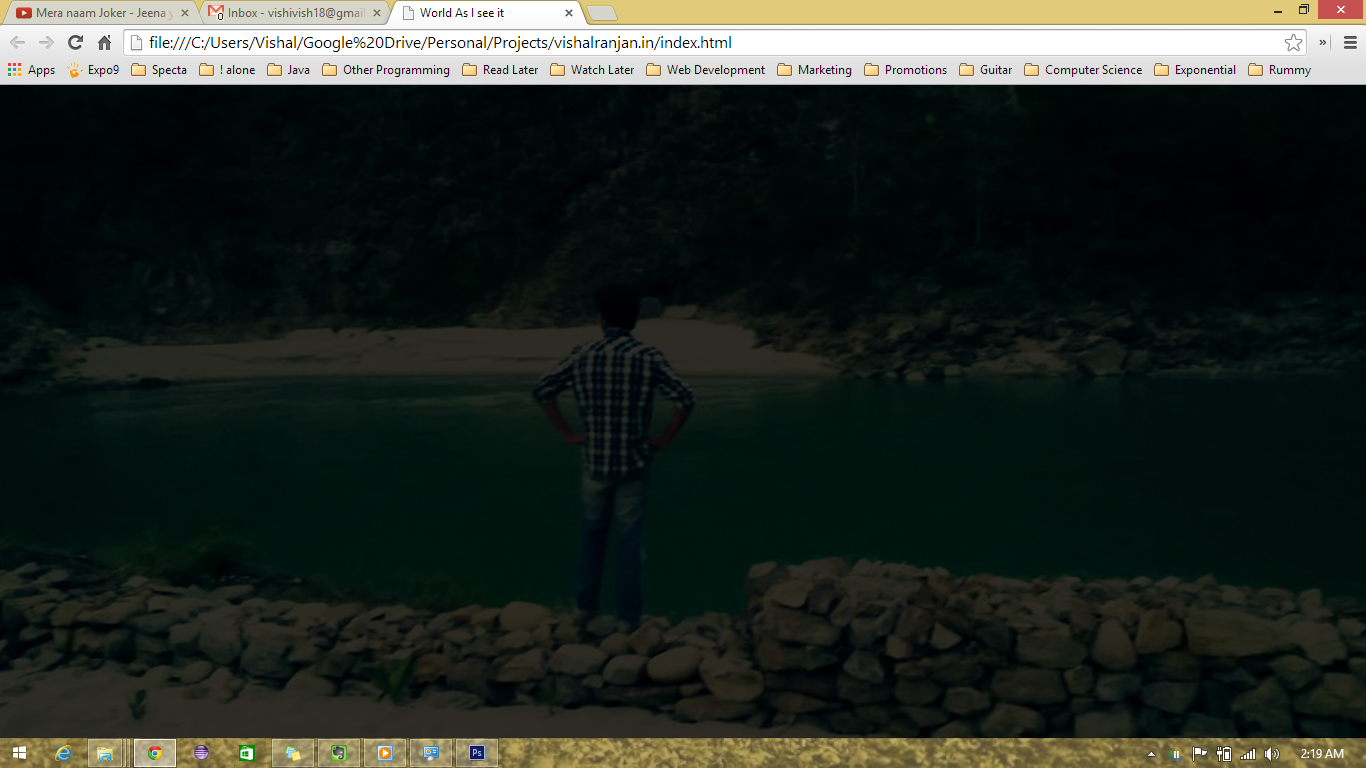 Mera naam Joker - Jeena y
0 Inbox - vishivish18@gmail
World As I see it
file:///C:/Users/Vishal/Google%20Drive/Personal/Projects/vishalranjan.in/index.html
»
Apps Expo9 Specta ! alone Java Other Programming Read Later Watch Later Web Development Marketing Promotions Guitar Computer Science Exponential Rummy
Ps 2:19 AM